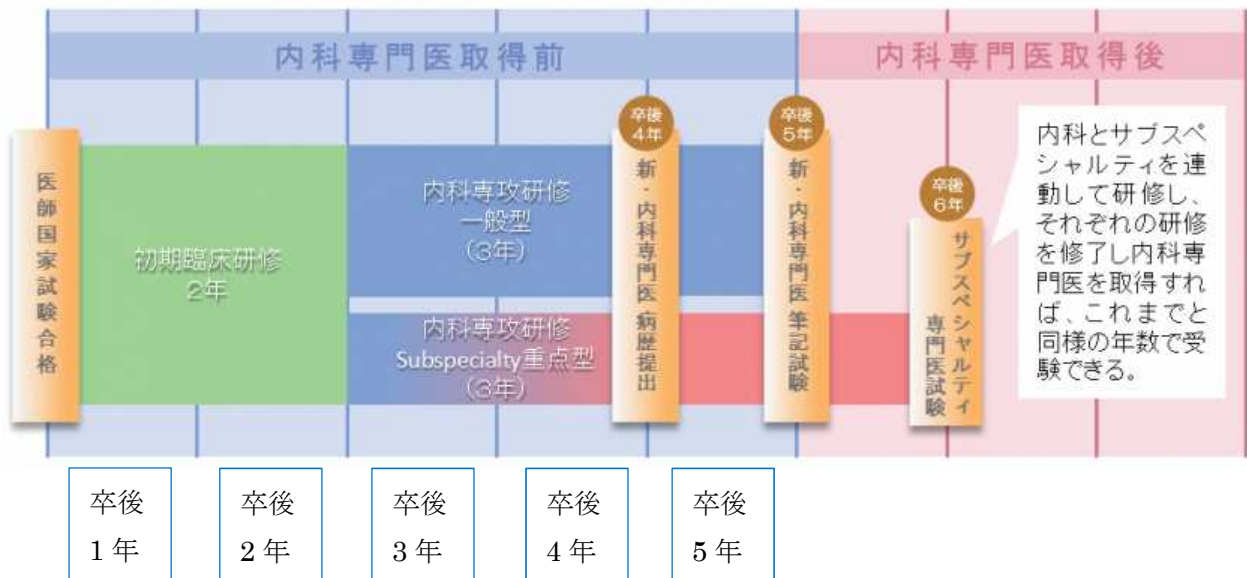 内科専門医取得前
内科専門医取得後
医師国家試験合格
初期臨床研修
2年
内科専攻研修
一般型
(3年)
内科専攻研修
Subspecialty重点型
(3年)
卒後
4年
新・内科専門医 病歴提出
卒後
5年
新・内科専門医 筆記試験
卒後
6年
サブスペシャルティ
専門医試験
内科とサブスペ
シャルティを連
動して研修し、
それぞれの研修
を修了し内科専
門医を取得すれ
ば、これまでと
同様の年数で受
験できる。
卒後
1年
卒後
2年
卒後
3年
卒後
4年
卒後
5年